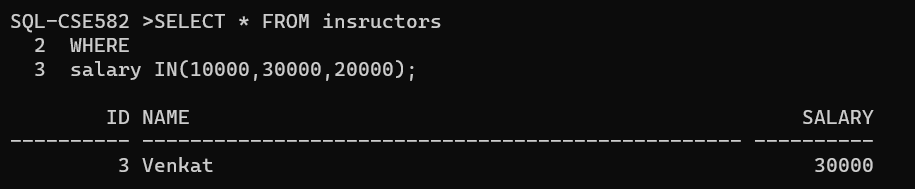 SQL-CSE582 >SELECT * FROM insructors
  2  WHERE
  3  salary IN(10000,30000,20000);
        ID NAME                                                   SALARY
---------- -------------------------------------------------- ----------
         3 Venkat                                                  30000